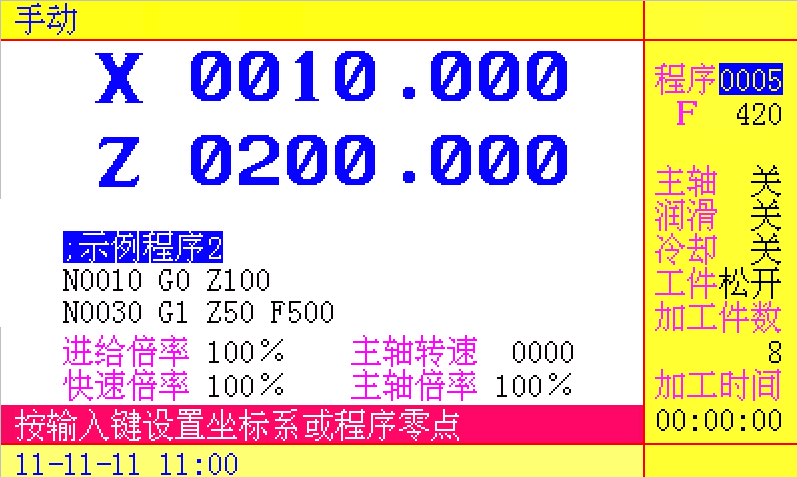 手动
X 0010.000
Z 0200.000
;示例程序2
N0010 G0 Z100
N0030 G1 Z50 F500
进给倍率 100% 主轴转速 0000
快速倍率 100% 主轴倍率 100%
按输入键设置坐标系或程序零点
11-11-11 11:00
程序0005
F 420
主轴 关
润滑 关
冷却 关
工件松开
加工件数
8
加工时间
00:00:00